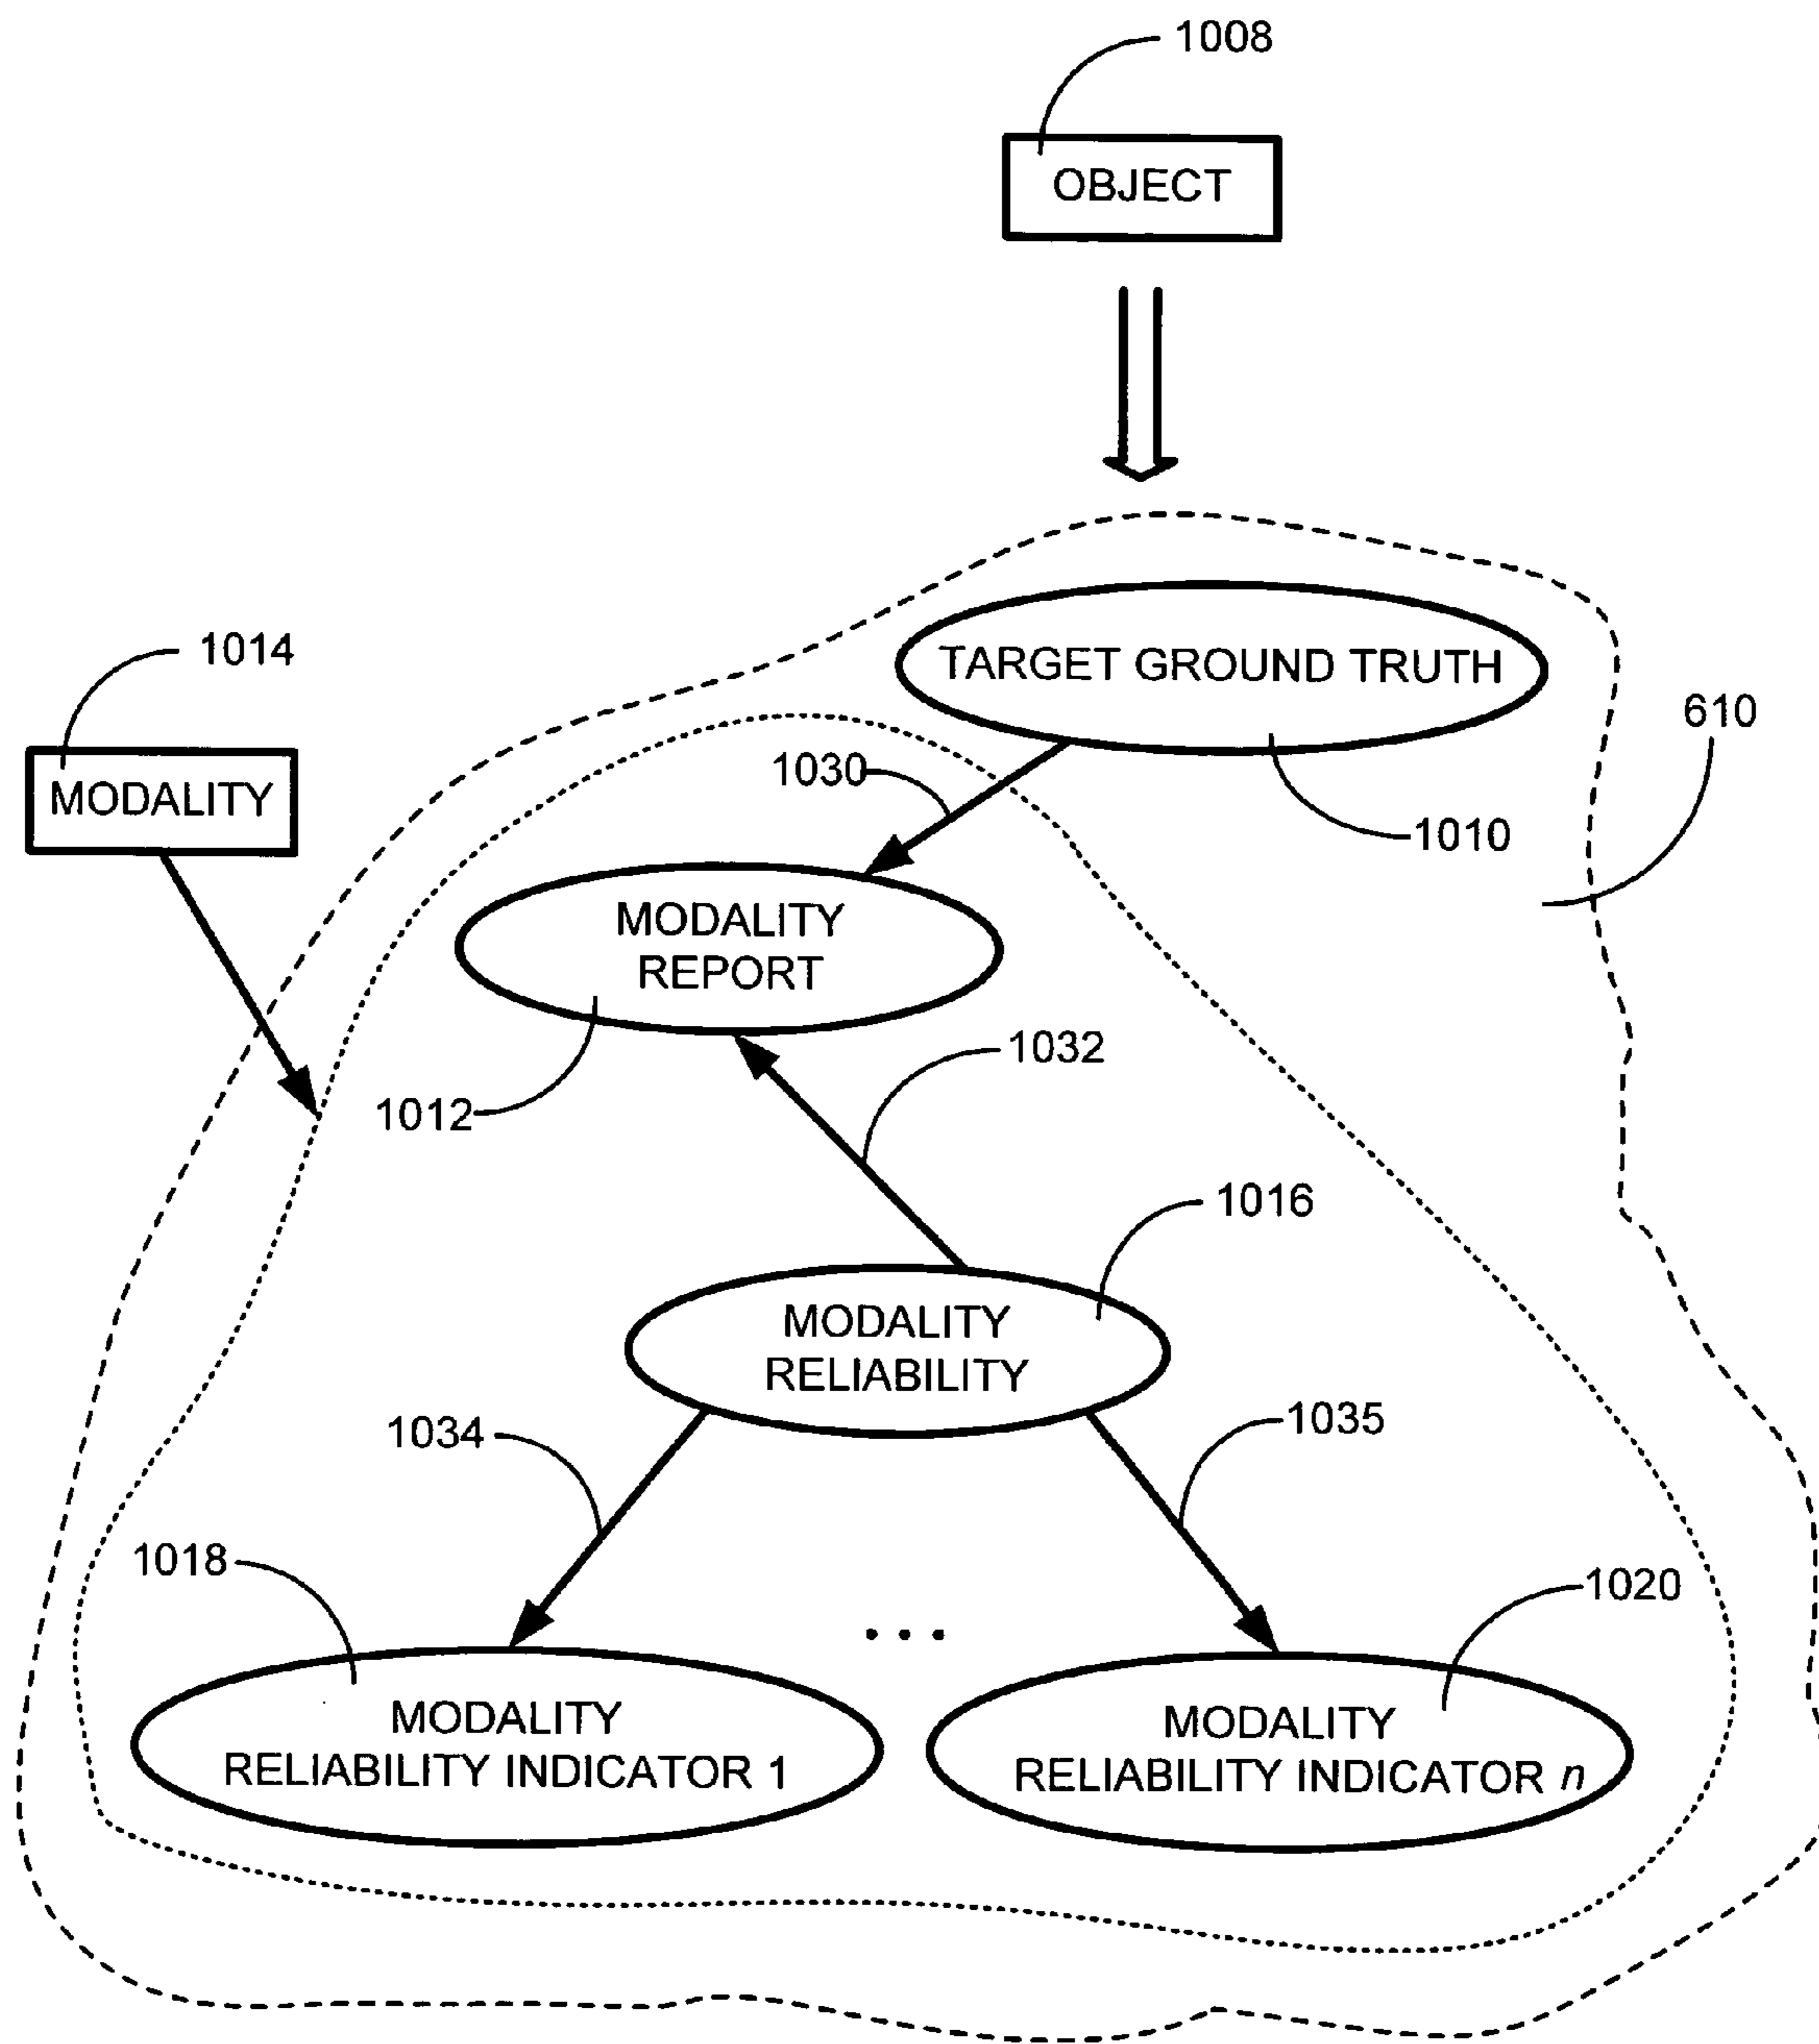 1008
OBJECT
1014
TARGET GROUND TRUTH
610
MODALITY
1030
1010
MODALITY
REPORT
1032
1012
1016
MODALITY
RELIABILITY
1034
1035
1018
1020
...
MODALITY
RELIABILITY INDICATOR 1
MODALITY
RELIABILITY INDICATOR n